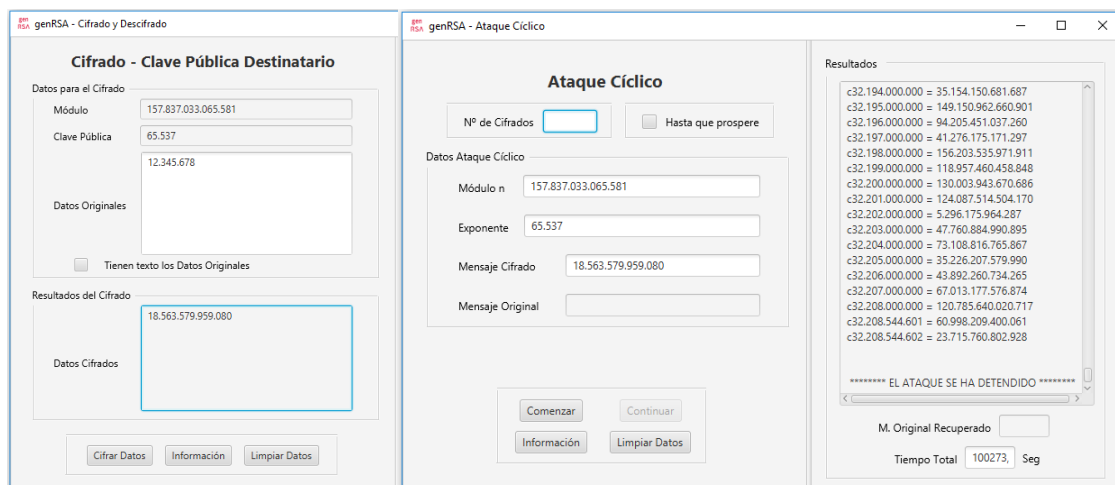 gen RSA genRSA - Cifrado y Descifrado
Cifrado - Clave Pública Destinatario
Datos para el Cifrado
Módulo 157.837.033.065.581
Clave Pública 65.537
Datos Originales 12.345.678
Tienen texto los Datos Originales
Resultados del Cifrado
Datos Cifrados 18.563.579.959.080
Cifrar Datos Información Limpiar Datos
gen RSA genRSA - Ataque Cíclico
Ataque Cíclico
Nº de Cifrados Hasta que prospere
Datos Ataque Cíclico
Módulo n 157.837.033.065.581
Exponente 65.537
Mensaje Cifrado 18.563.579.959.080
Mensaje Original
Comenzar Continuar
Información Limpiar Datos
Resultados
c32.194.000.000 = 35.154.150.681.687
c32.195.000.000 = 149.150.962.660.901
c32.196.000.000 = 94.205.451.037.260
c32.197.000.000 = 41.276.175.171.297
c32.198.000.000 = 156.203.535.971.911
c32.199.000.000 = 118.957.460.458.848
c32.200.000.000 = 130.003.943.670.686
c32.201.000.000 = 124.087.514.504.170
c32.202.000.000 = 5.296.175.964.287
c32.203.000.000 = 47.760.884.990.895
c32.204.000.000 = 73.108.816.765.867
c32.205.000.000 = 35.226.207.579.990
c32.206.000.000 = 43.892.260.734.265
c32.207.000.000 = 67.013.177.576.874
c32.208.000.000 = 120.785.640.020.717
c32.208.544.601 = 60.998.209.400.061
c32.208.544.602 = 23.715.760.802.928
******** EL ATAQUE SE HA DETENDIDO ********
M. Original Recuperado
Tiempo Total 100273, Seg